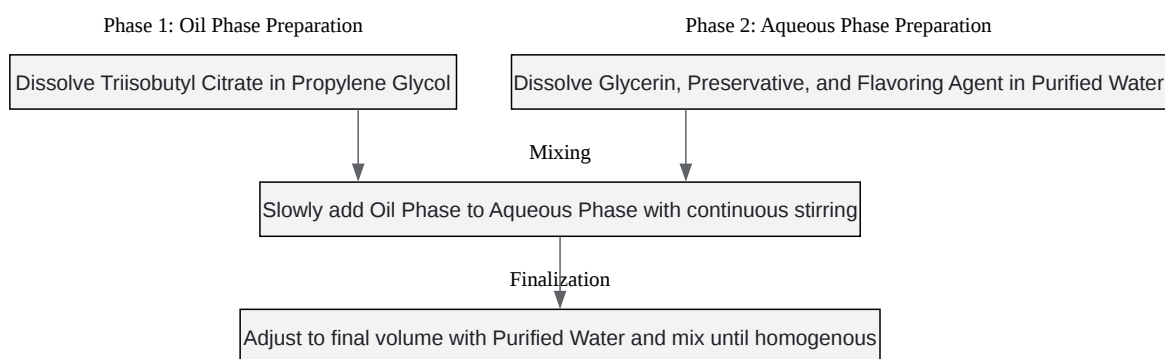 Phase 1: Oil Phase Preparation
Phase 2: Aqueous Phase Preparation
Dissolve Triisobutyl Citrate in Propylene Glycol
Dissolve Glycerin, Preservative, and Flavoring Agent in Purified Water
Mixing
Slowly add Oil Phase to Aqueous Phase with continuous stirring
Finalization
Adjust to final volume with Purified Water and mix until homogenous